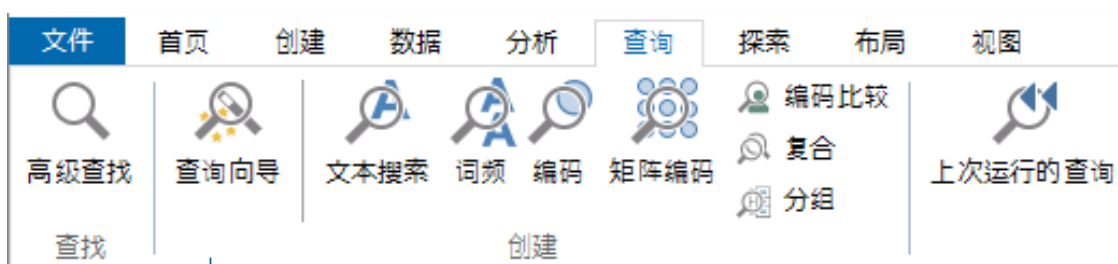 文件 首页 创建 数据 分析 查询 探索 布局 视图
高级查找
查找
查询向导
文本搜索 词频 编码 矩阵编码
编码比较
复合
分组
创建
上次运行的查询